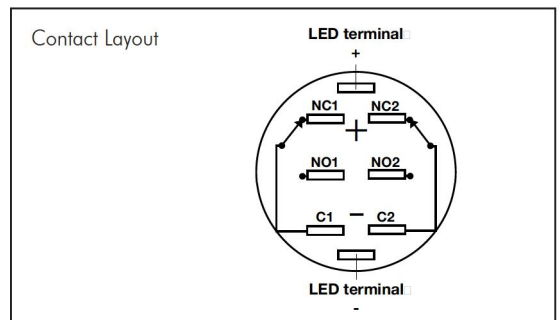 Contact Layout
LED terminal
+
NC1 NC2
+
NO1 NO2
−
C1 C2
LED terminal
-